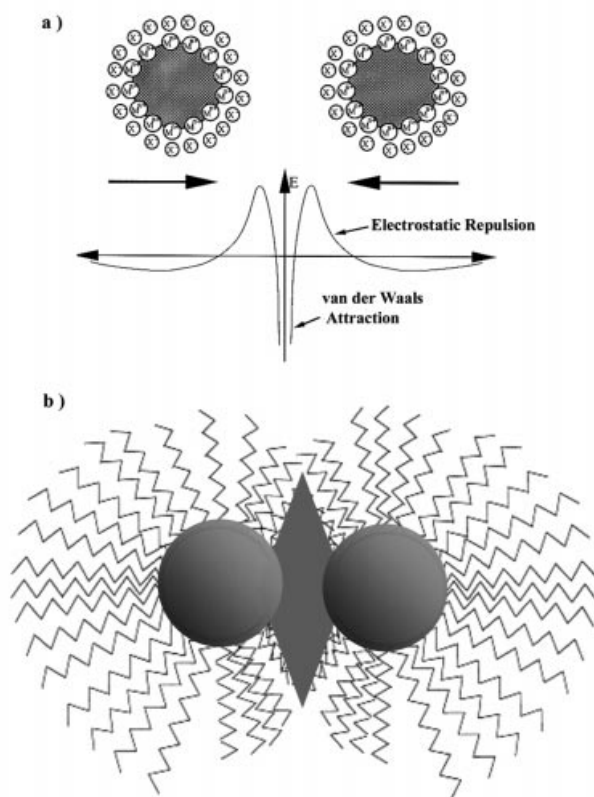 a )
E
Electrostatic Repulsion
van der Waals
Attraction
b )